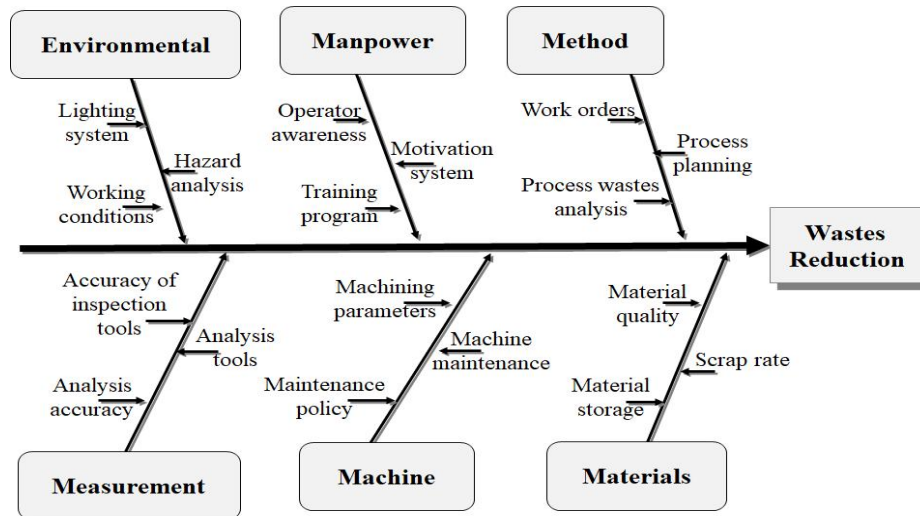 Environmental
Manpower
Method
Lighting
system
Hazard
analysis
Working
conditions
Operator
awareness
Motivation
system
Training
program
Work orders
Process
planning
Process wastes
analysis
Wastes
Reduction
Accuracy of
inspection
tools
Analysis
tools
Analysis
accuracy
Machining
parameters
Machine
maintenance
Maintenance
policy
Material
quality
Scrap rate
Material
storage
Measurement
Machine
Materials